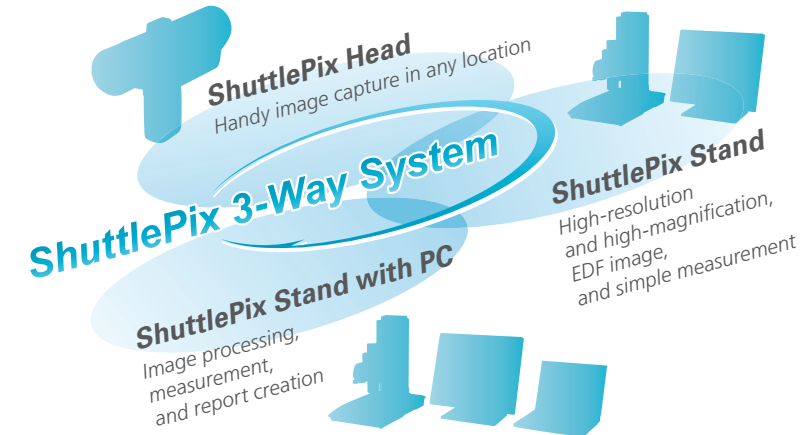 ShuttlePix Head
Handy image capture in any location
ShuttlePix 3-Way System
ShuttlePix Stand
High-resolution
and high-magnification,
EDF image,
and simple measurement
ShuttlePix Stand with PC
Image processing,
measurement,
and report creation